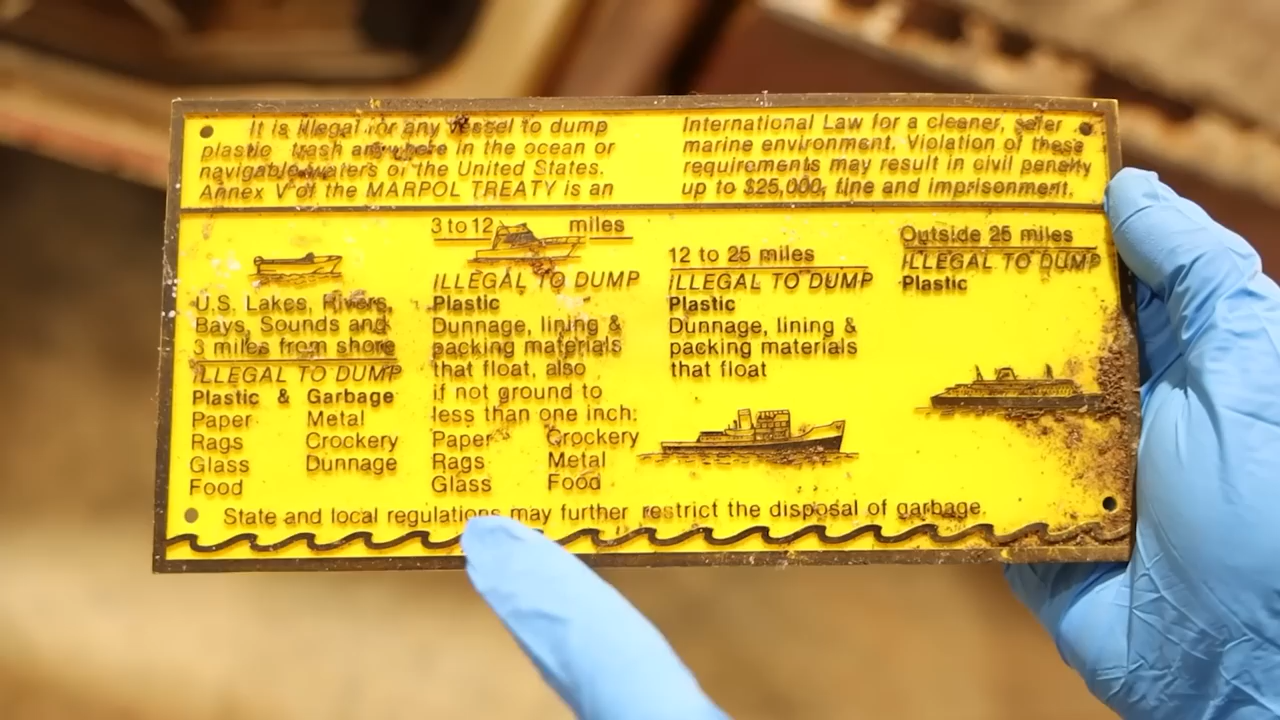 It is illegal for any vessel to dump
plastic trash anywhere in the ocean or
navigable waters of the United States.
Annex V of the MARPOL TREATY is an
International Law for a cleaner, safer
marine environment. Violation of these
requirements may result in civil penalty
up to $25,000, fine and imprisonment.
U.S. Lakes, Rivers,
Bays, Sounds and
3 miles from shore
ILLEGAL TO DUMP
Plastic & Garbage
Paper Metal
Rags Crockery
Glass Dunnage
Food
3 to 12 miles
ILLEGAL TO DUMP
Plastic
Dunnage, lining &
packing materials
that float, also
if not ground to
less than one inch:
Paper Crockery
Rags Metal
Glass Food
12 to 25 miles
ILLEGAL TO DUMP
Plastic
Dunnage, lining &
packing materials
that float
Outside 25 miles
ILLEGAL TO DUMP
Plastic
State and local regulations may further restrict the disposal of garbage.